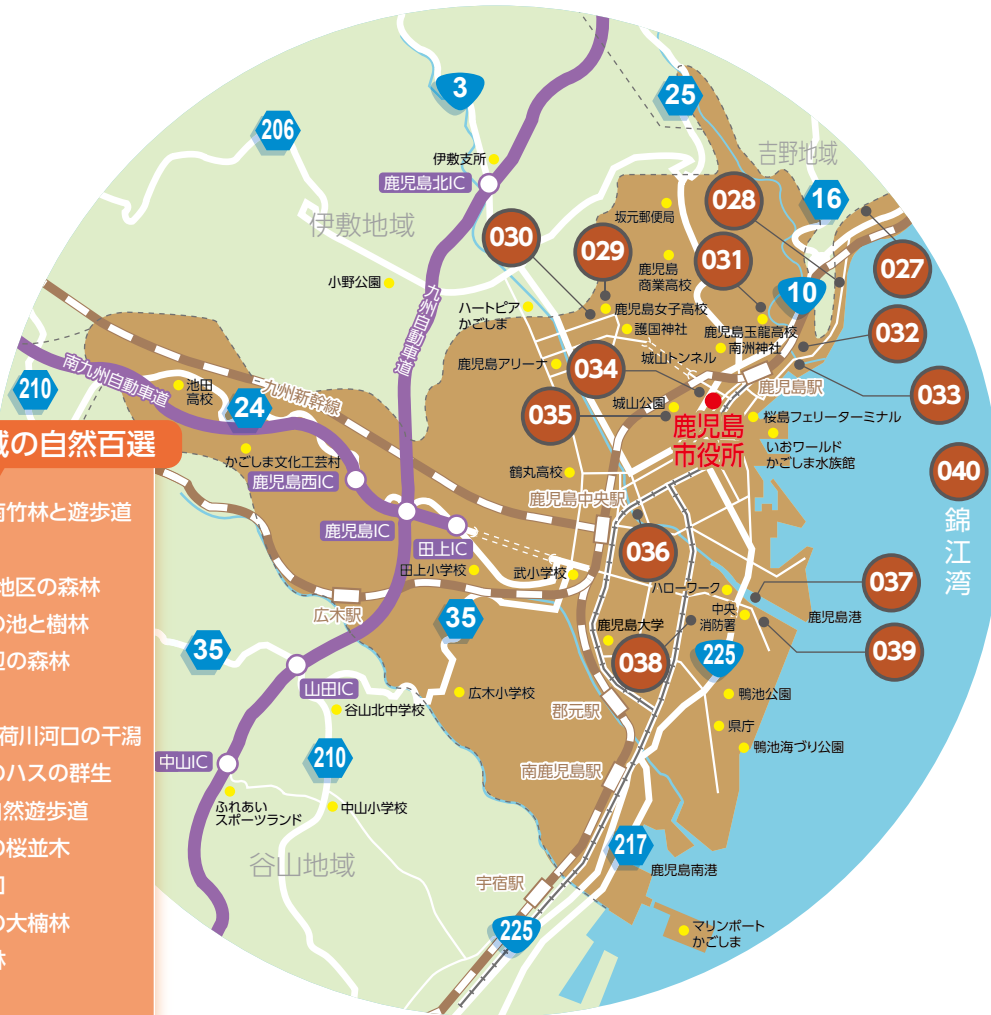 3
25
206
伊敷支所
吉野地域
鹿児島北IC
16
028
坂元郵便局
伊敷地域
030
029
031
027
鹿児島
商業高校
小野公園
10
ハートピア
かごしま
鹿児島女子高校
護国神社
鹿児島玉龍高校
南洲神社
032
九州自動車道
城山トンネル
鹿児島アリーナ
034
鹿児島駅
033
南九州自動車道
210
池田
高校
九州新幹線
24
035
城山公園
鹿児島
市役所
桜島フェリーターミナル
いおワールド
かごしま水族館
域の自然百選
かごしま文化工芸村
鹿児島西IC
鶴丸高校
040
錦江湾
鹿児島中央駅
南竹林と遊歩道
鹿児島IC
田上IC
036
田上小学校
武小学校
地区の森林
ハローワーク
037
の池と樹林
広木駅
中央
消防署
鹿児島港
35
35
鹿児島大学
辺の森林
038
225
039
山田IC
広木小学校
鴨池公園
谷山北中学校
郡元駅
県庁
荷川河口の干潟
中山IC
210
鴨池海づり公園
のハスの群生
南鹿児島駅
自然遊歩道
ふれあい
スポーツランド
中山小学校
の桜並木
217
谷山地域
鹿児島南港
宇宿駅
の大楠林
225
マリンポート
かごしま
林